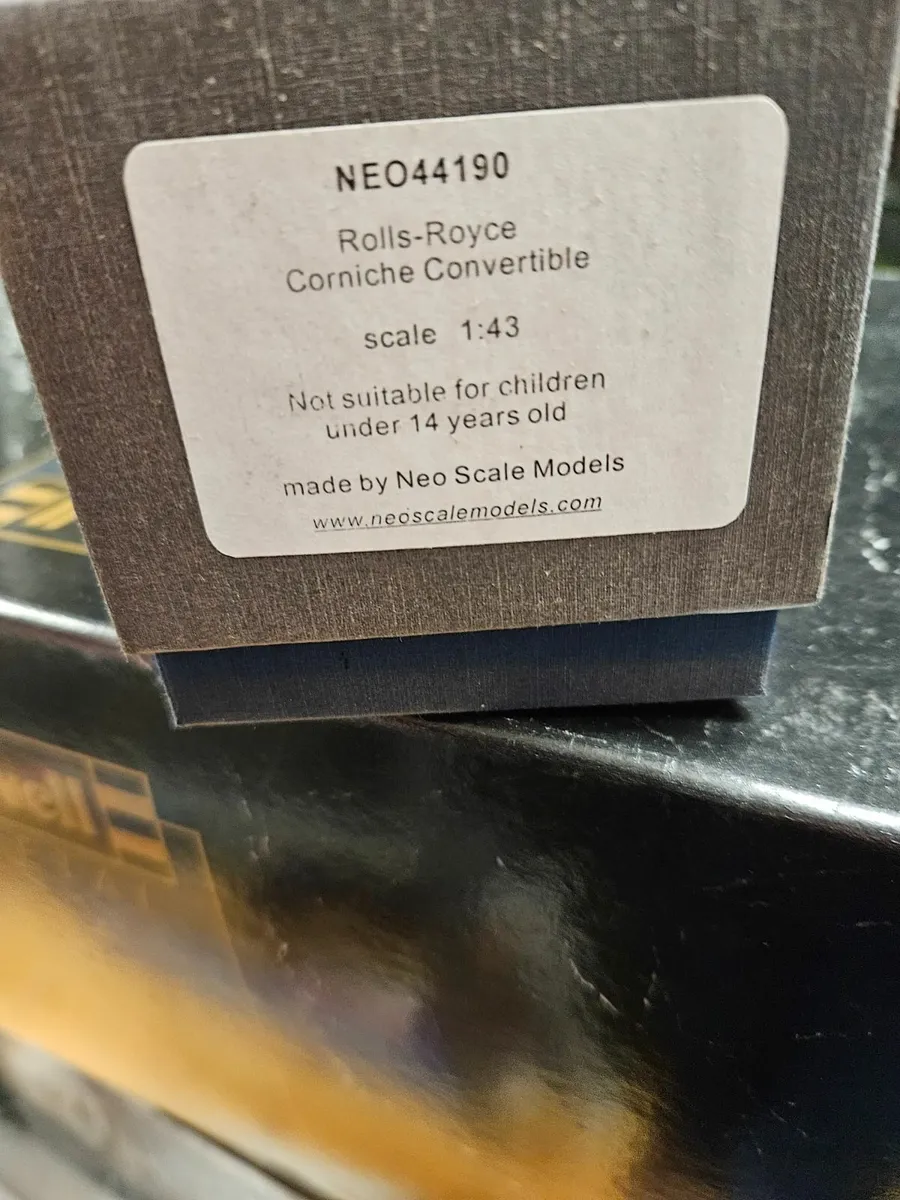 NEO44190
Rolls-Royce
Corniche Convertible
scale 1:43
Not suitable for children
under 14 years old
made by Neo Scale Models
www.neoscalemodels.com